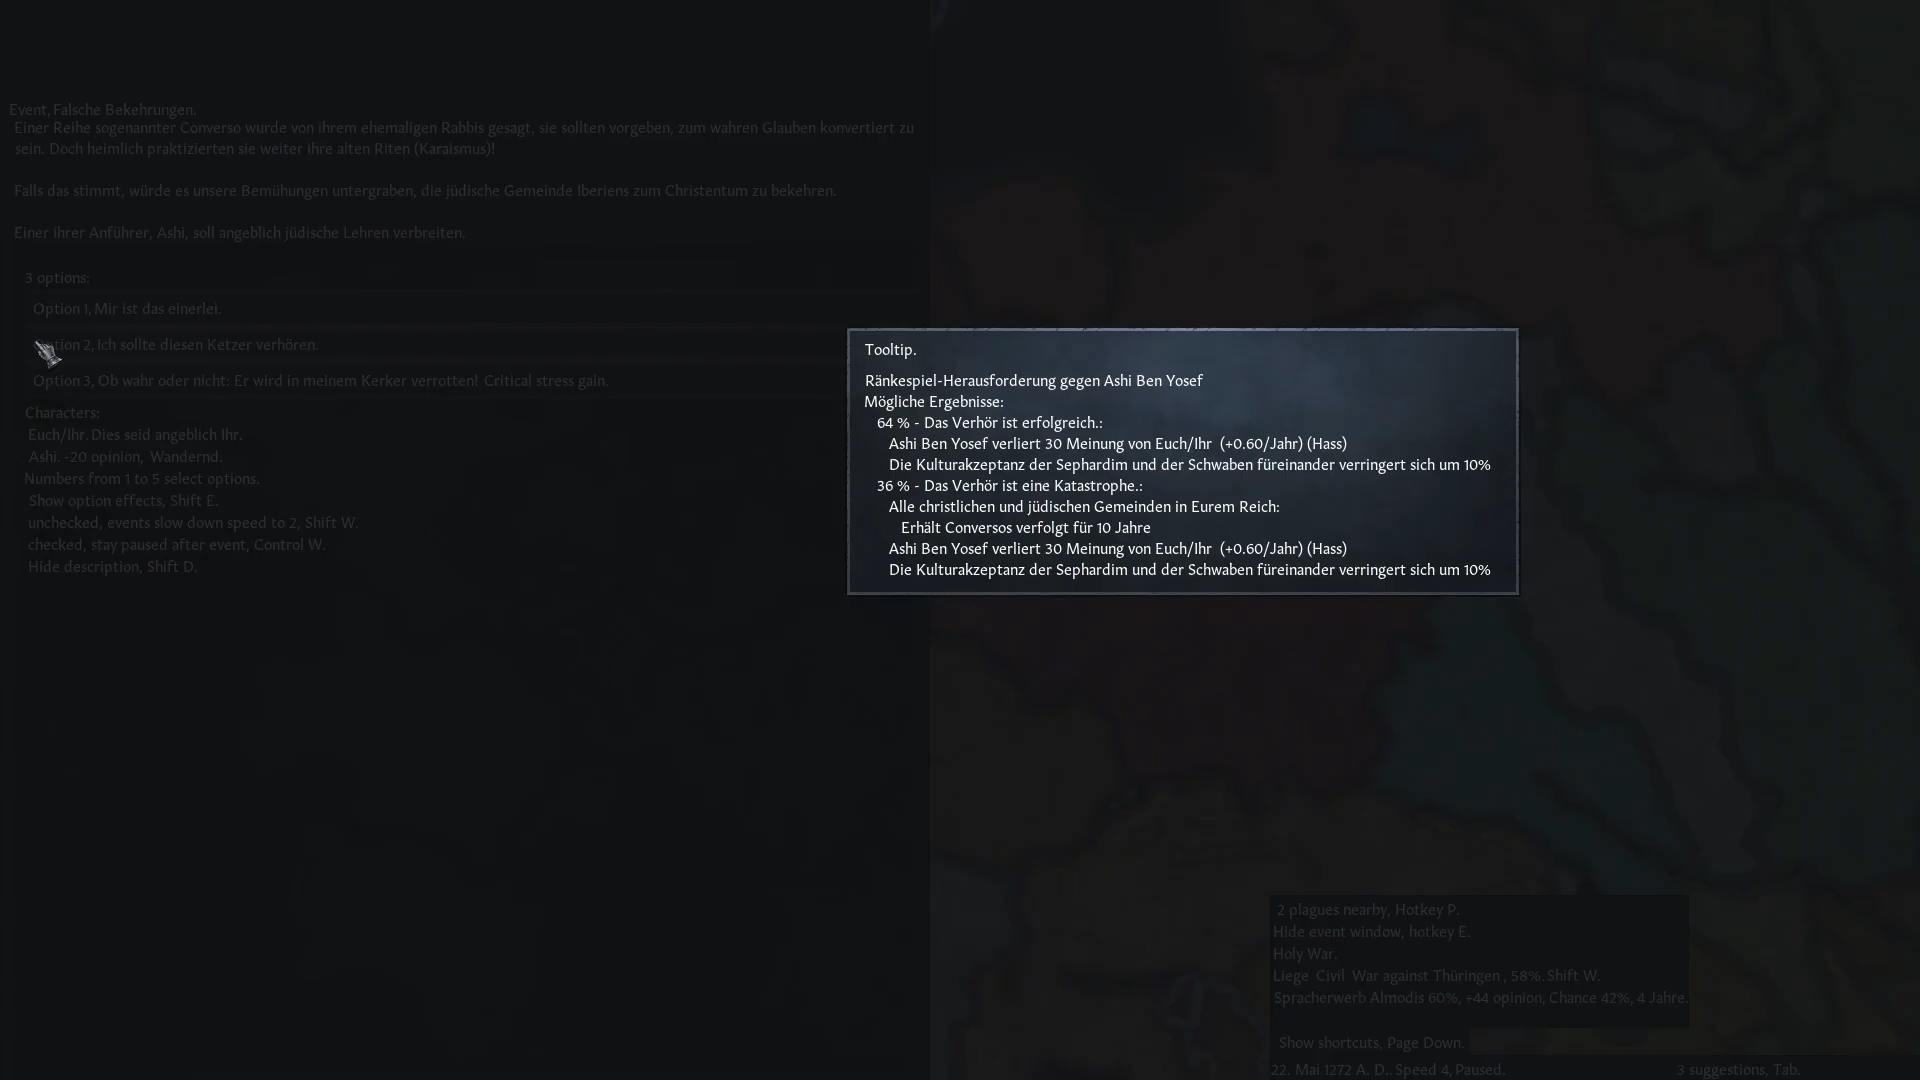 Event, Falsche Bekehrungen.
Einer Reihe sogenannter Converso wurde von ihrem ehemaligen Rabbis gesagt, sie sollten vorgeben, zum wahren Glauben konvertiert zu
sein. Doch heimlich praktizierten sie weiter ihre alten Riten (Karaismus)!
Falls das stimmt, würde es unsere Bemühungen untergraben, die jüdische Gemeinde Iberiens zum Christentum zu bekehren.
Einer ihrer Anführer, Ashi, soll angeblich jüdische Lehren verbreiten.
3 options:
Option 1, Mir ist das einerlei.
Option 2, Ich sollte diesen Ketzer verhören.
Option 3, Ob wahr oder nicht: Er wird in meinem Kerker verrotten! Critical stress gain.
Characters:
Euch/Ihr. Dies seid angeblich Ihr.
Ashi. -20 opinion, Wandernd.
Numbers from 1 to 5 select options.
Show option effects, Shift E.
unchecked, events slow down speed to 2, Shift W.
checked, stay paused after event, Control W.
Hide description, Shift D.
Tooltip.
Ränkespiel-Herausforderung gegen Ashi Ben Yosef
Mögliche Ergebnisse:
64 % - Das Verhör ist erfolgreich.:
Ashi Ben Yosef verliert 30 Meinung von Euch/Ihr (+0.60/Jahr) (Hass)
Die Kulturakzeptanz der Sephardim und der Schwaben füreinander verringert sich um 10%
36 % - Das Verhör ist eine Katastrophe.:
Alle christlichen und jüdischen Gemeinden in Eurem Reich:
Erhält Conversos verfolgt für 10 Jahre
Ashi Ben Yosef verliert 30 Meinung von Euch/Ihr (+0.60/Jahr) (Hass)
Die Kulturakzeptanz der Sephardim und der Schwaben füreinander verringert sich um 10%
2 plagues nearby, Hotkey P.
Hide event window, hotkey E.
Holy War.
Liege Civil War against Thüringen , 58%. Shift W.
Spracherwerb Almodis 60%, +44 opinion, Chance 42%, 4 Jahre.
Show shortcuts, Page Down.
22. Mai 1272 A. D.. Speed 4, Paused.
3 suggestions, Tab.